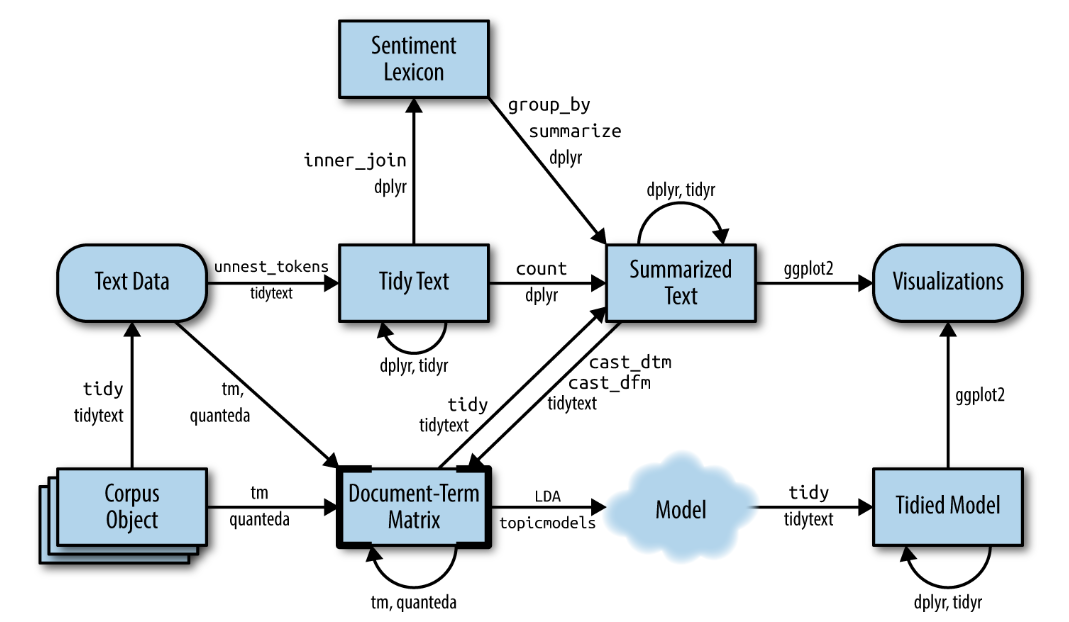 Sentiment
Lexicon
group_by
summarize
dplyr
inner_join
dplyr
dplyr, tidyr
Text Data
unnest_tokens
tidytext
Tidy Text
count
dplyr
Summarized
Text
ggplot2
Visualizations
dplyr, tidyr
tidy
tidytext
tm,
quanteda
tidy
tidytext
cast_dtm
cast_dfm
tidytext
ggplot2
Corpus
Object
tm
quanteda
Document-Term
Matrix
LDA
topicmodels
Model
tidy
tidytext
Tidied Model
tm, quanteda
dplyr, tidyr